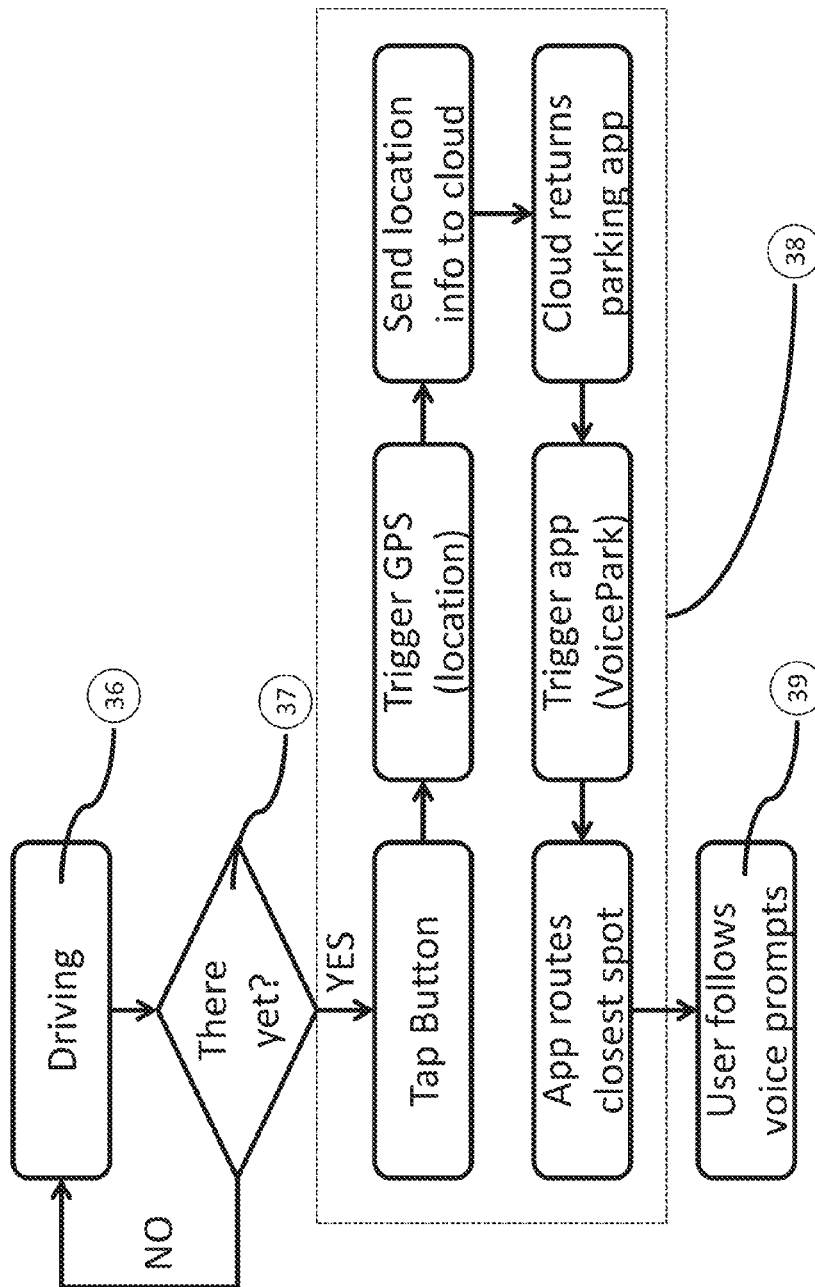 Driving
36
There
yet?
37
NO
YES
Tap Button
Trigger GPS
(location)
Send location
info to cloud
Cloud returns
parking app
Trigger app
(VoicePark)
App routes
closest spot
38
User follows
voice prompts
39